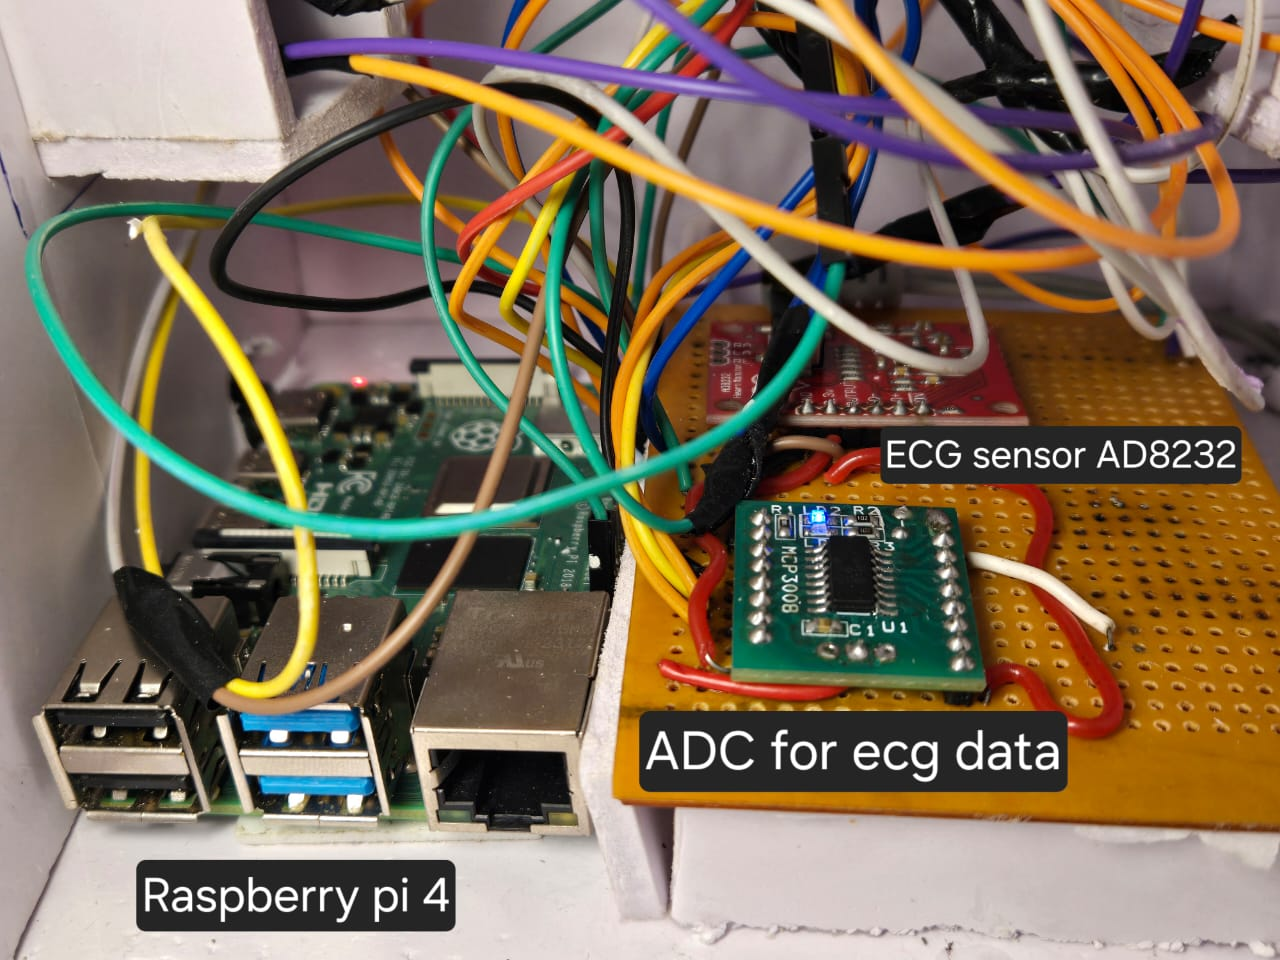 ECG sensor AD8232
R1
R2
MCP3008
C1
U1
ADC for ecg data
Raspberry pi 4